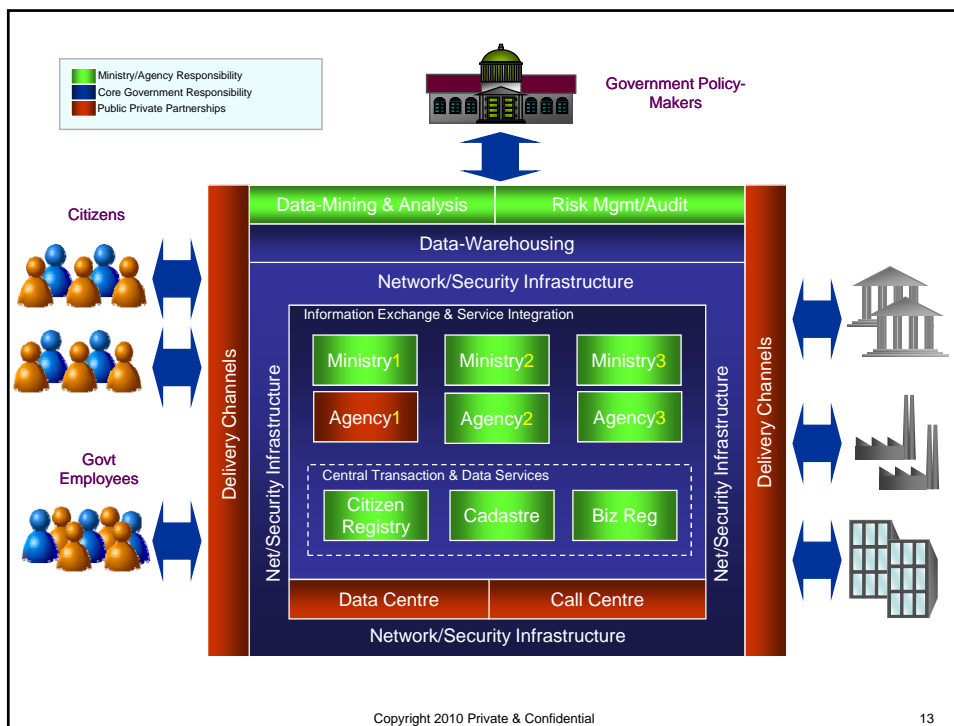 Ministry/Agency Responsibility
Core Government Responsibility
Public Private Partnerships
Government Policy-
Makers
Citizens
Govt
Employees
Delivery Channels
Data-Mining & Analysis
Risk Mgmt/Audit
Data-Warehousing
Network/Security Infrastructure
Net/Security Infrastructure
Information Exchange & Service Integration
Ministry1
Ministry2
Ministry3
Agency1
Agency2
Agency3
Central Transaction & Data Services
Citizen
Registry
Cadastre
Biz Reg
Data Centre
Call Centre
Network/Security Infrastructure
Net/Security Infrastructure
Delivery Channels
Copyright 2010 Private & Confidential
13